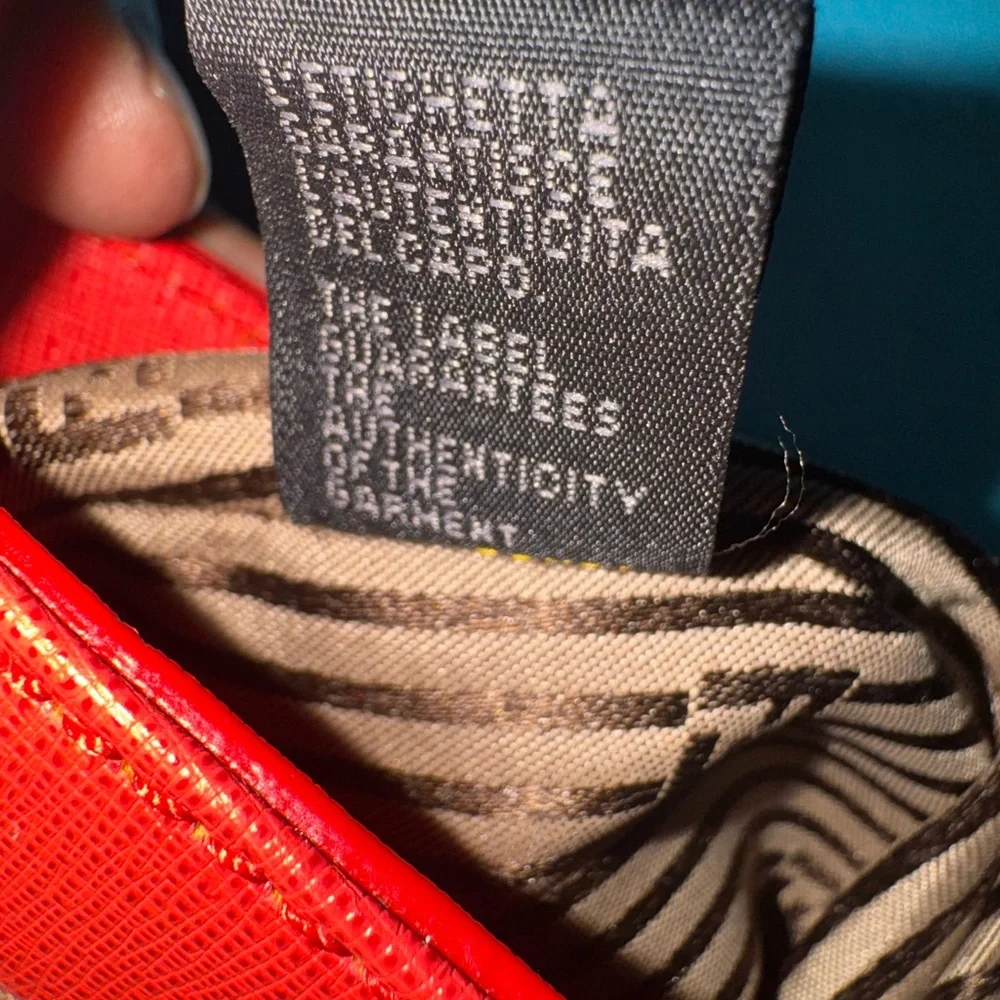 L'ETICHETTA
GARANTISCE
L'AUTENTICITA
DEL CAPO.
THE LABEL
GUARANTEES
THE
AUTHENTICITY
OF THE
GARMENT